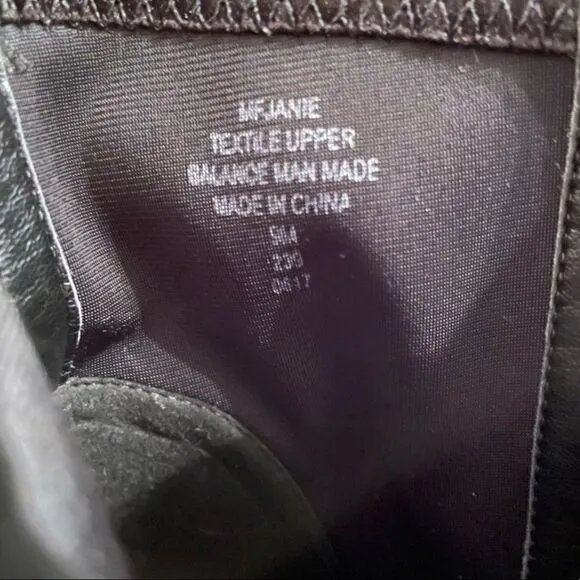 MFJANIE
TEXTILE UPPER
BALANCE MAN MADE
MADE IN CHINA
9M
230
0617